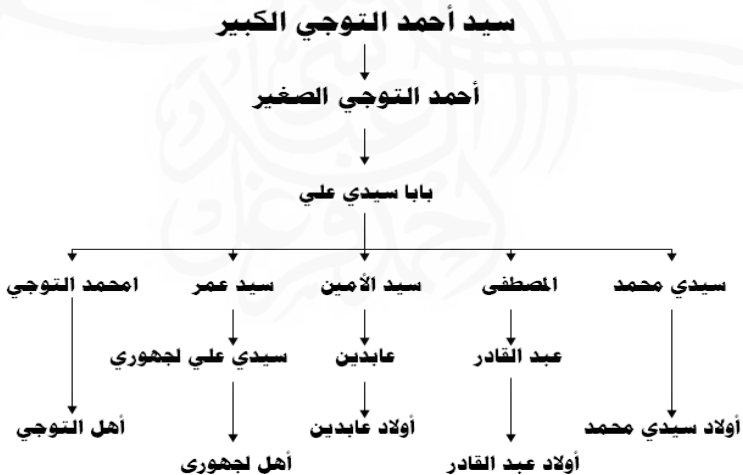 سيد أحمد التوجي الكبير
أحمد التوجي الصغير
بابا سيدي علي
سيدي محمد المصطفى سيد الأمين سيد عمر امحمد التوجي
عبد القادر عابدين سيدي علي لجهوري
أولاد سيدي محمد أولاد عابدين أهل التوجي
أولاد عبد القادر أهل لجهوري